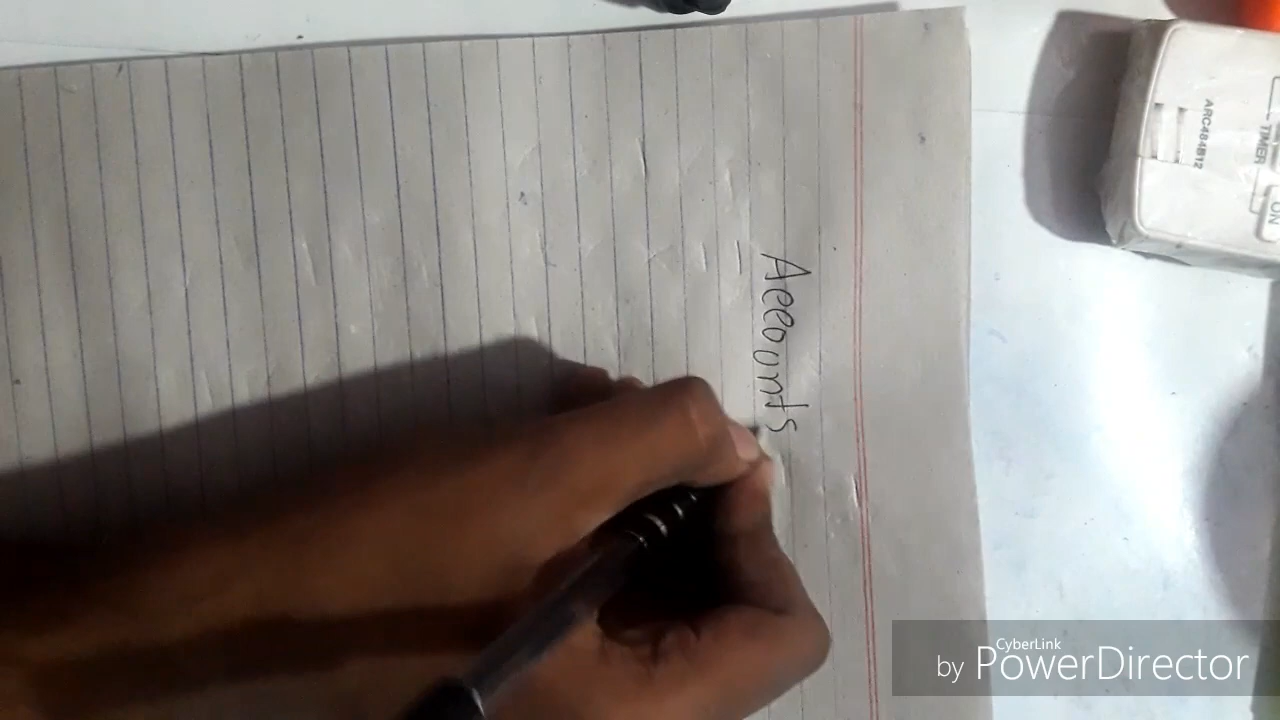 Accounts
ARC484B12
TIMER
ON
CyberLink
by PowerDirector